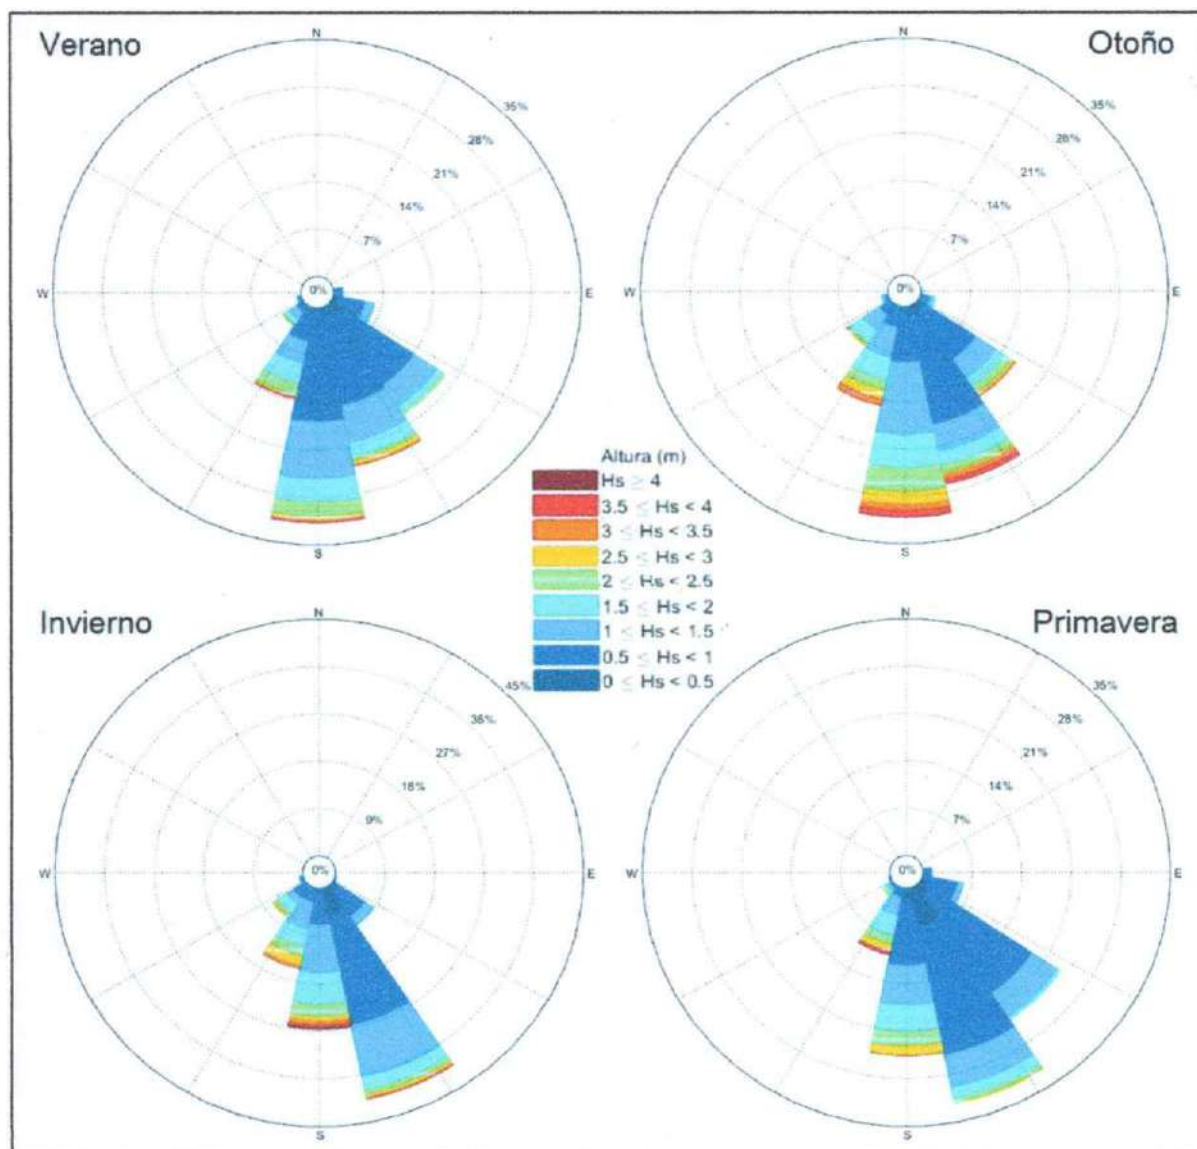 Verano
N
35%
28%
21%
14%
7%
0%
W
E
S
Otoño
N
35%
28%
21%
14%
7%
0%
W
E
S
Altura (m)
Hs ≥ 4
3.5 ≤ Hs < 4
3 ≤ Hs < 3.5
2.5 ≤ Hs < 3
2 ≤ Hs < 2.5
1.5 ≤ Hs < 2
1 ≤ Hs < 1.5
0.5 ≤ Hs < 1
0 ≤ Hs < 0.5
Invierno
N
45%
36%
27%
18%
9%
0%
W
E
S
Primavera
N
35%
28%
21%
14%
7%
0%
W
E
S